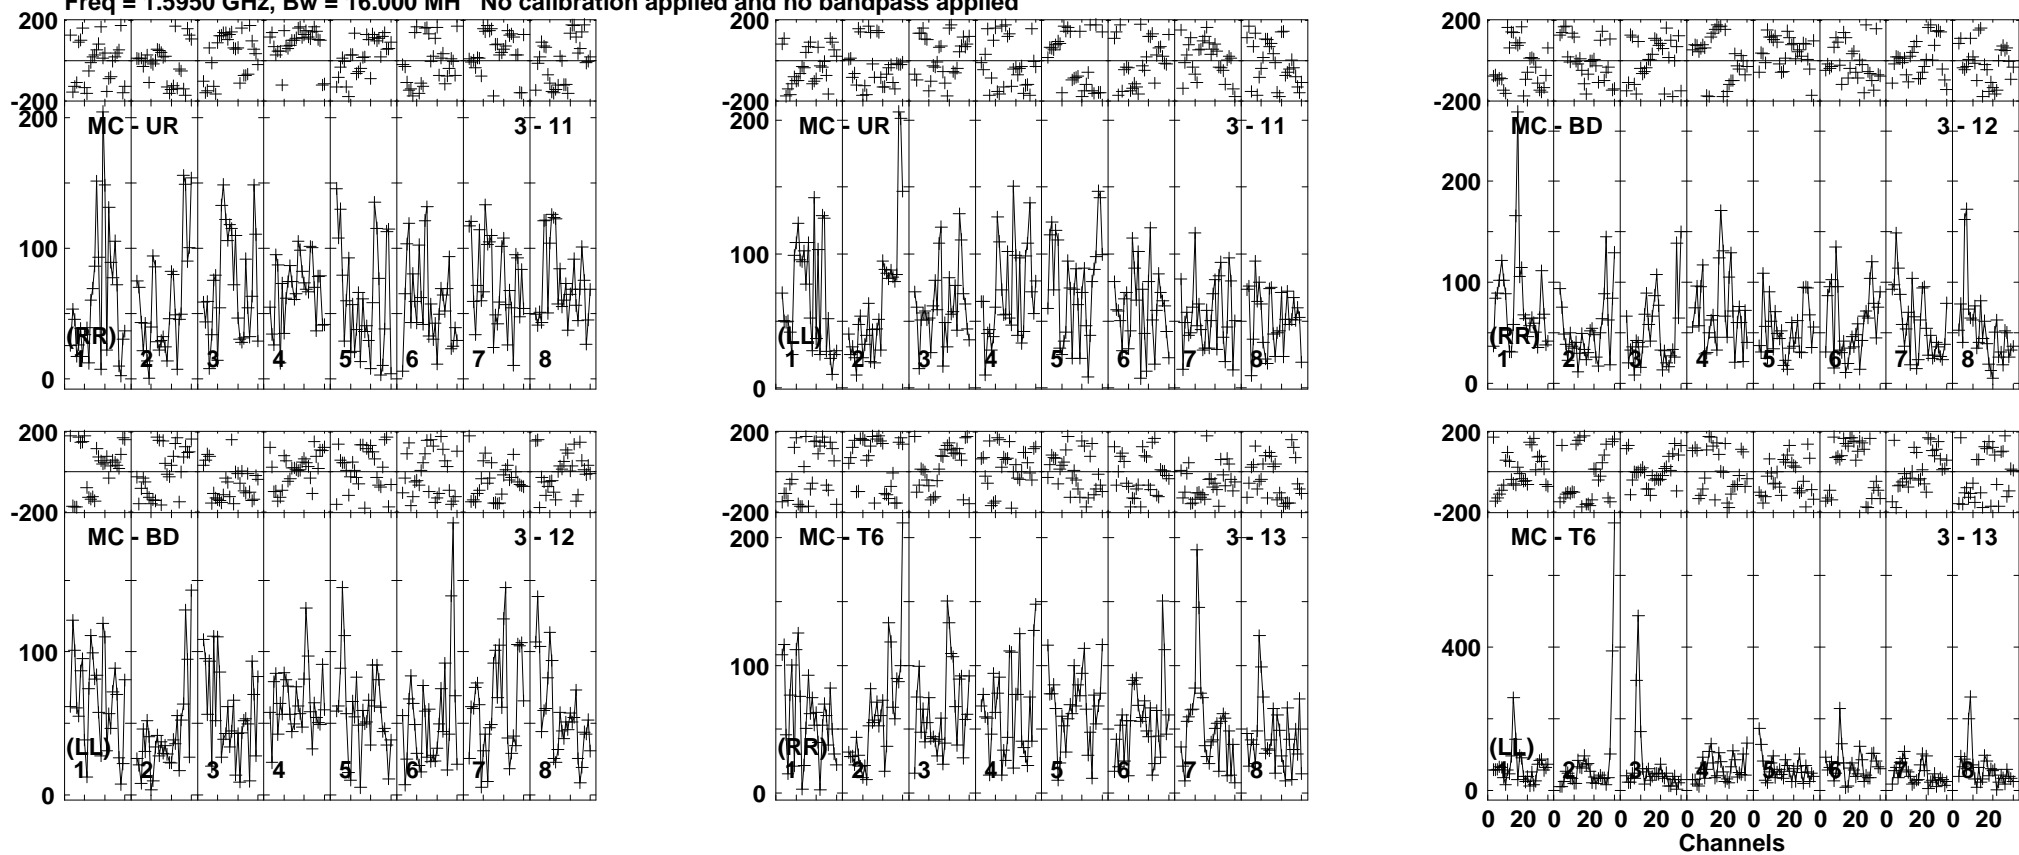 Freq = 1.5950 GHz, Bw = 16.000 MH No calibration applied and no bandpass applied
200 200 200
-200 -200 -200
200 200
MC - UR 3 - 11 MC - UR 3 - 11 MC - BD 3 - 12
200
100 100 100
(RR) (LL) (RR)
1 2 3 4 5 6 7 8 1 2 3 4 5 6 7 8 1 2 3 4 5 6 7 8
0 0 0
200 200 200
-200 -200 -200
MC - BD 3 - 12 MC - T6 3 - 13 MC - T6 3 - 13
200
100 100 400
(LL) (RR) (LL)
1 2 3 4 5 6 7 8 1 2 3 4 5 6 7 8 1 2 3 4 5 6 7 8
0 0 0
0 20 0 20 0 20 0 20 0 20 0 20 0 20 0 20
Channels